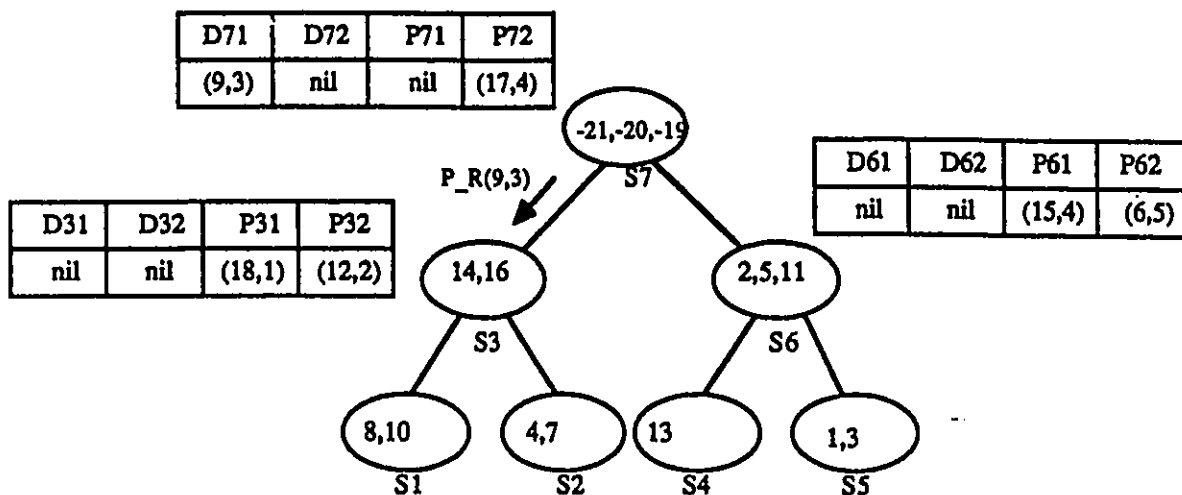 D71 D72 P71 P72
(9,3) nil nil (17,4)
-21,-20,-19
S7
P_R(9,3)
D61 D62 P61 P62
nil nil (15,4) (6,5)
D31 D32 P31 P32
nil nil (18,1) (12,2)
14,16
2,5,11
S3
S6
8,10
4,7
13
1,3
S1
S2
S4
S5